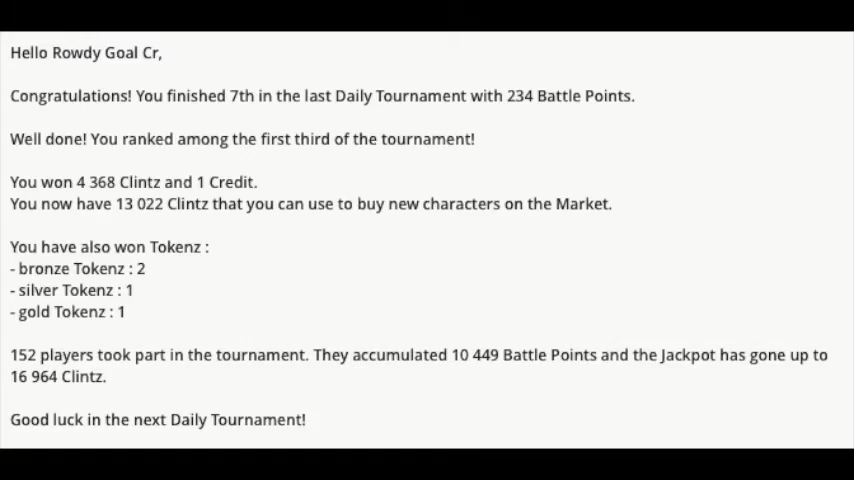 Hello Rowdy Goal Cr,
Congratulations! You finished 7th in the last Daily Tournament with 234 Battle Points.
Well done! You ranked among the first third of the tournament!
You won 4 368 Clintz and 1 Credit.
You now have 13 022 Clintz that you can use to buy new characters on the Market.
You have also won Tokenz :
- bronze Tokenz : 2
- silver Tokenz : 1
- gold Tokenz : 1
152 players took part in the tournament. They accumulated 10 449 Battle Points and the Jackpot has gone up to
16 964 Clintz.
Good luck in the next Daily Tournament!